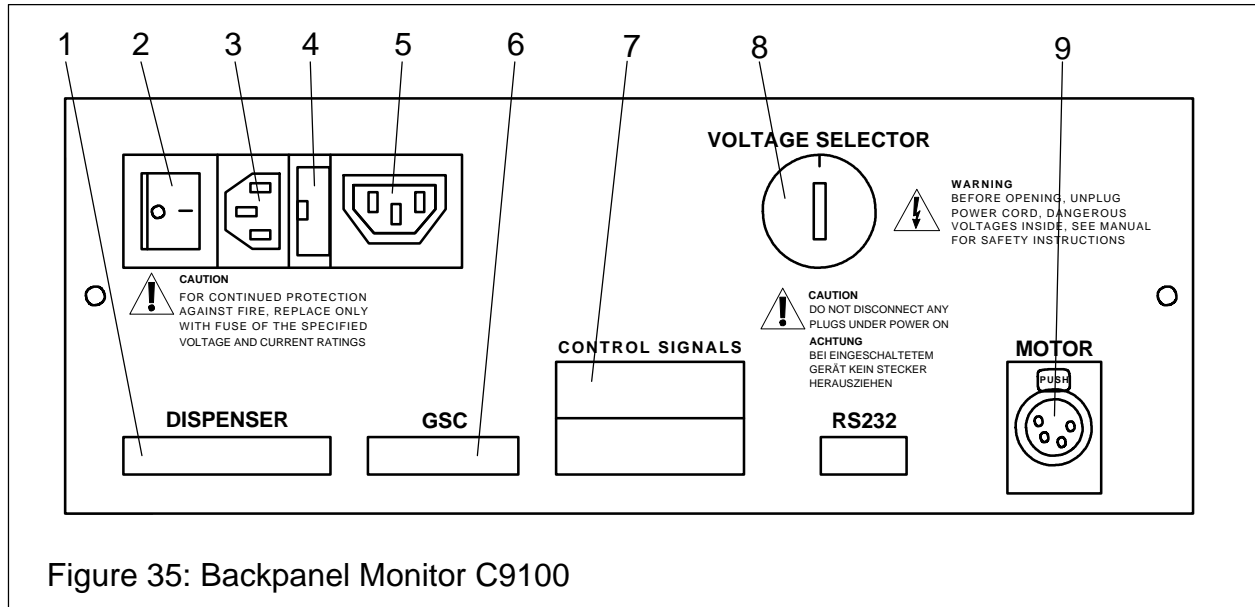 1 2 3 4 5 6 7 8 9
VOLTAGE SELECTOR
WARNING
BEFORE OPENING, UNPLUG
POWER CORD, DANGEROUS
VOLTAGES INSIDE, SEE MANUAL
FOR SAFETY INSTRUCTIONS
CAUTION
FOR CONTINUED PROTECTION
AGAINST FIRE, REPLACE ONLY
WITH FUSE OF THE SPECIFIED
VOLTAGE AND CURRENT RATINGS
CAUTION
DO NOT DISCONNECT ANY
PLUGS UNDER POWER ON
ACHTUNG
BEI EINGESCHALTETEM
GERÄT KEIN STECKER
HERAUSZIEHEN
CONTROL SIGNALS
MOTOR
PUSH
DISPENSER
GSC
RS232
Figure 35: Backpanel Monitor C9100